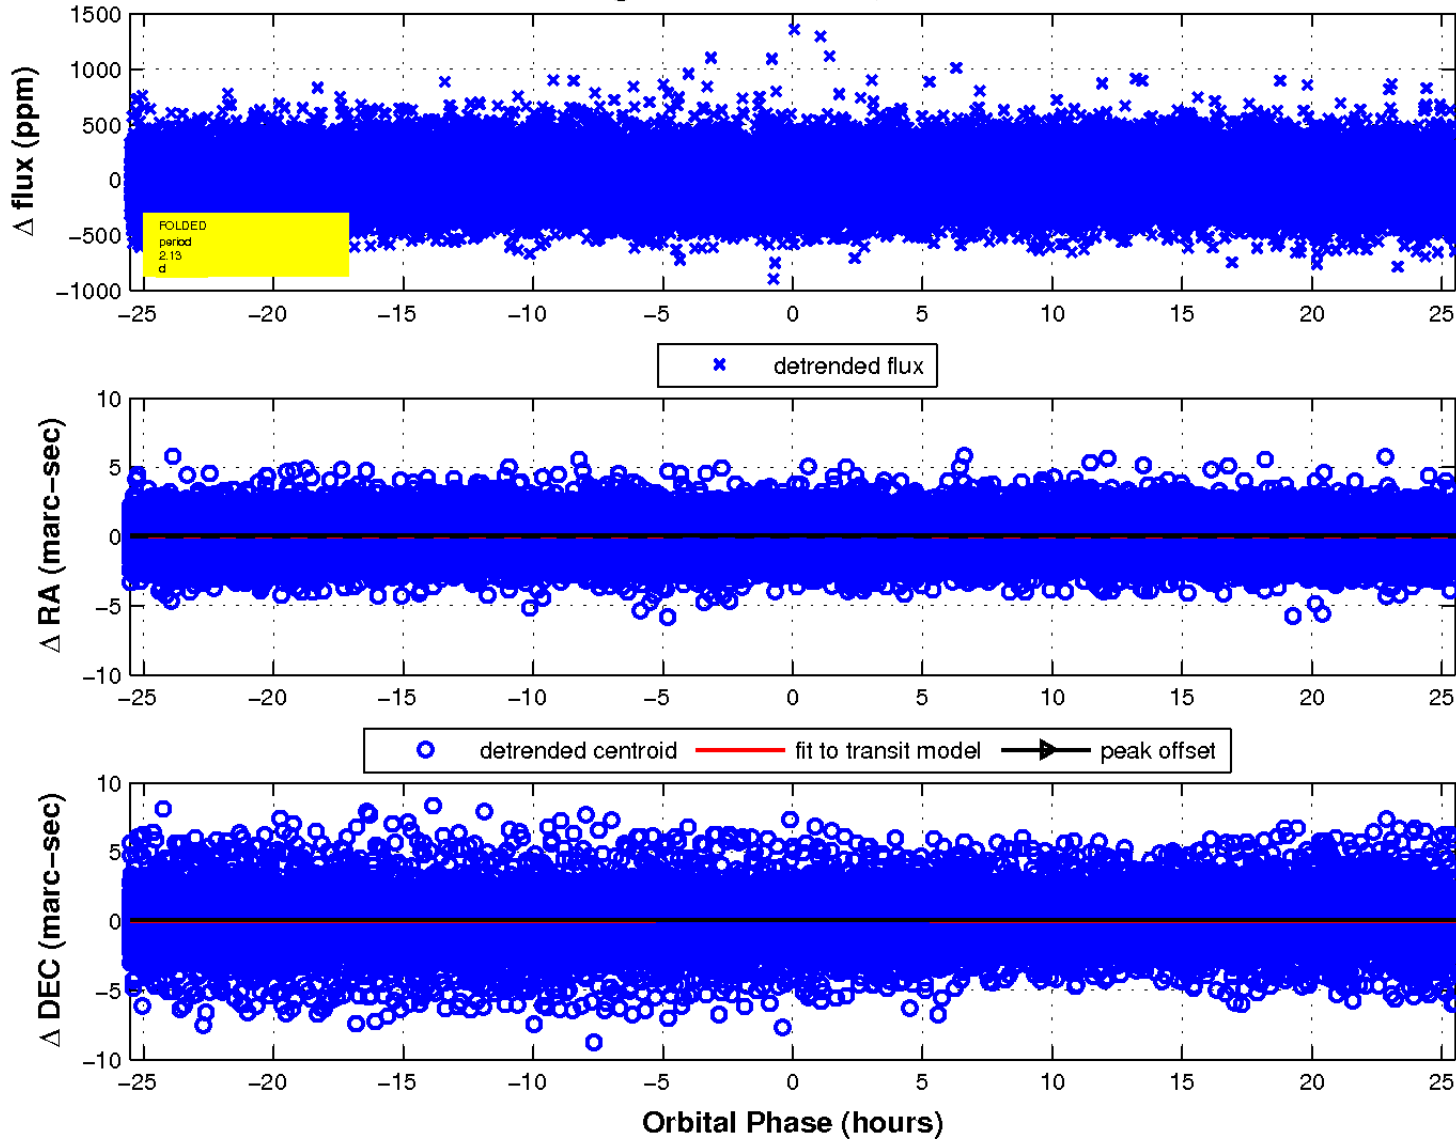 1500
1000
500
0
−500
−1000
Δ flux (ppm)
FOLDED
period
2.13
d
−25 −20 −15 −10 −5 0 5 10 15 20 25
detrended flux
10
5
0
−5
−10
Δ RA (marc−sec)
−25 −20 −15 −10 −5 0 5 10 15 20 25
detrended centroid fit to transit model peak offset
10
5
0
−5
−10
Δ DEC (marc−sec)
−25 −20 −15 −10 −5 0 5 10 15 20 25
Orbital Phase (hours)